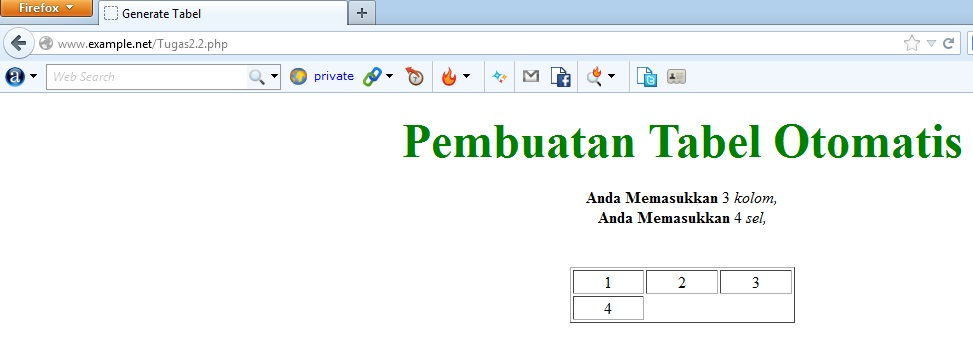 Firefox
Generate Tabel
www.example.net/Tugas2.2.php
a Web Search private
Pembuatan Tabel Otomatis
Anda Memasukkan 3 kolom,
Anda Memasukkan 4 sel,
1 2 3
4